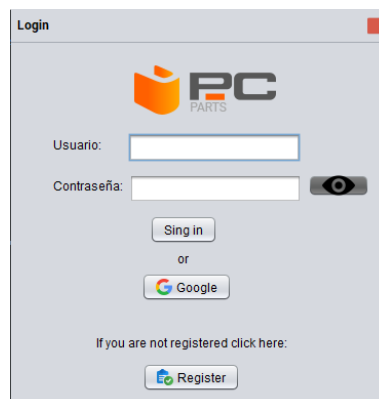 Login
PC
PARTS
Usuario:
Contraseña:
Sing in
or
Google
If you are not registered click here:
Register